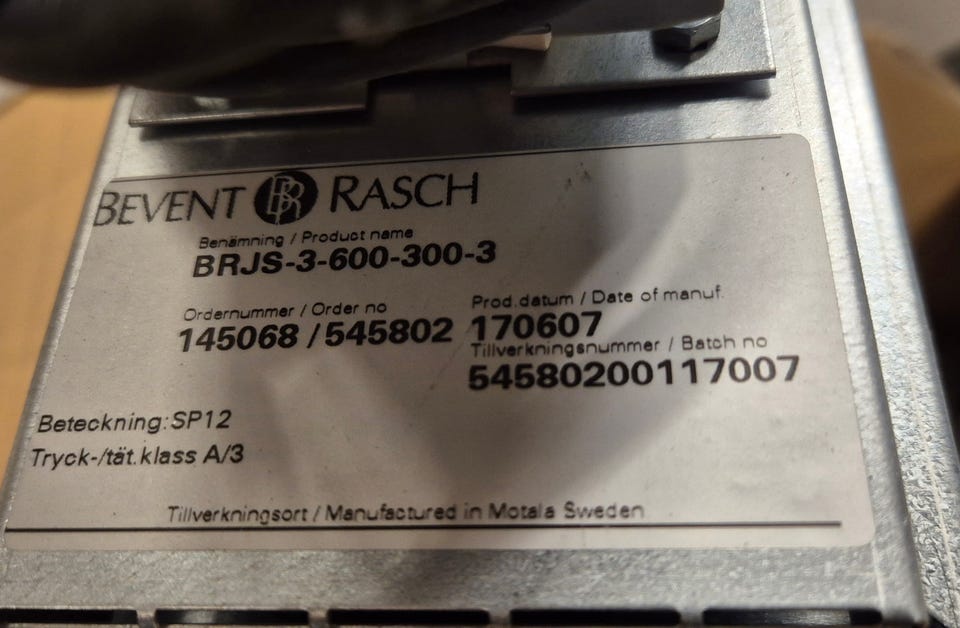 BEVENT BR RASCH
Benämning / Product name
BRJS-3-600-300-3
Ordernummer / Order no
145068 / 545802
Prod.datum / Date of manuf.
170607
Tillverkningsnummer / Batch no
54580200117007
Beteckning:SP12
Tryck-/tät.klass A/3
Tillverkningsort / Manufactured in Motala Sweden